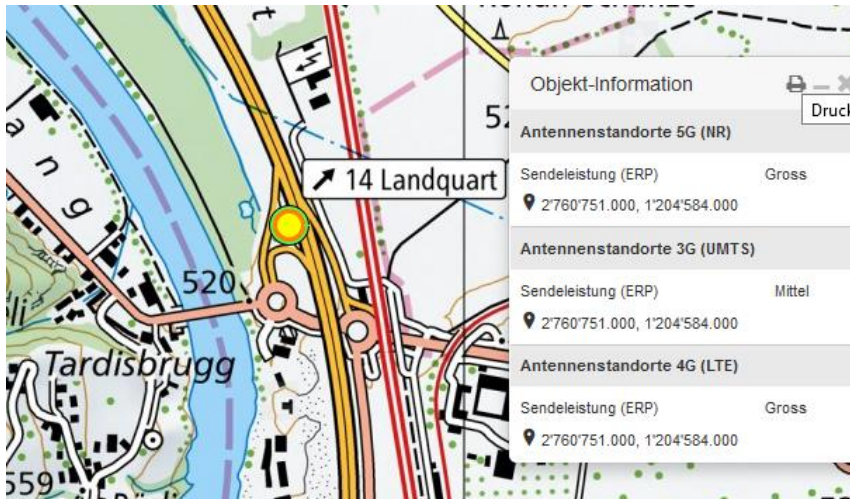 Objekt-Information
Druck
Antennenstandorte 5G (NR)
Sendeleistung (ERP) Gross
2'760'751.000, 1'204'584.000
Antennenstandorte 3G (UMTS)
Sendeleistung (ERP) Mittel
2'760'751.000, 1'204'584.000
Antennenstandorte 4G (LTE)
Sendeleistung (ERP) Gross
2'760'751.000, 1'204'584.000
14 Landquart
520
Tardisbrugg
559